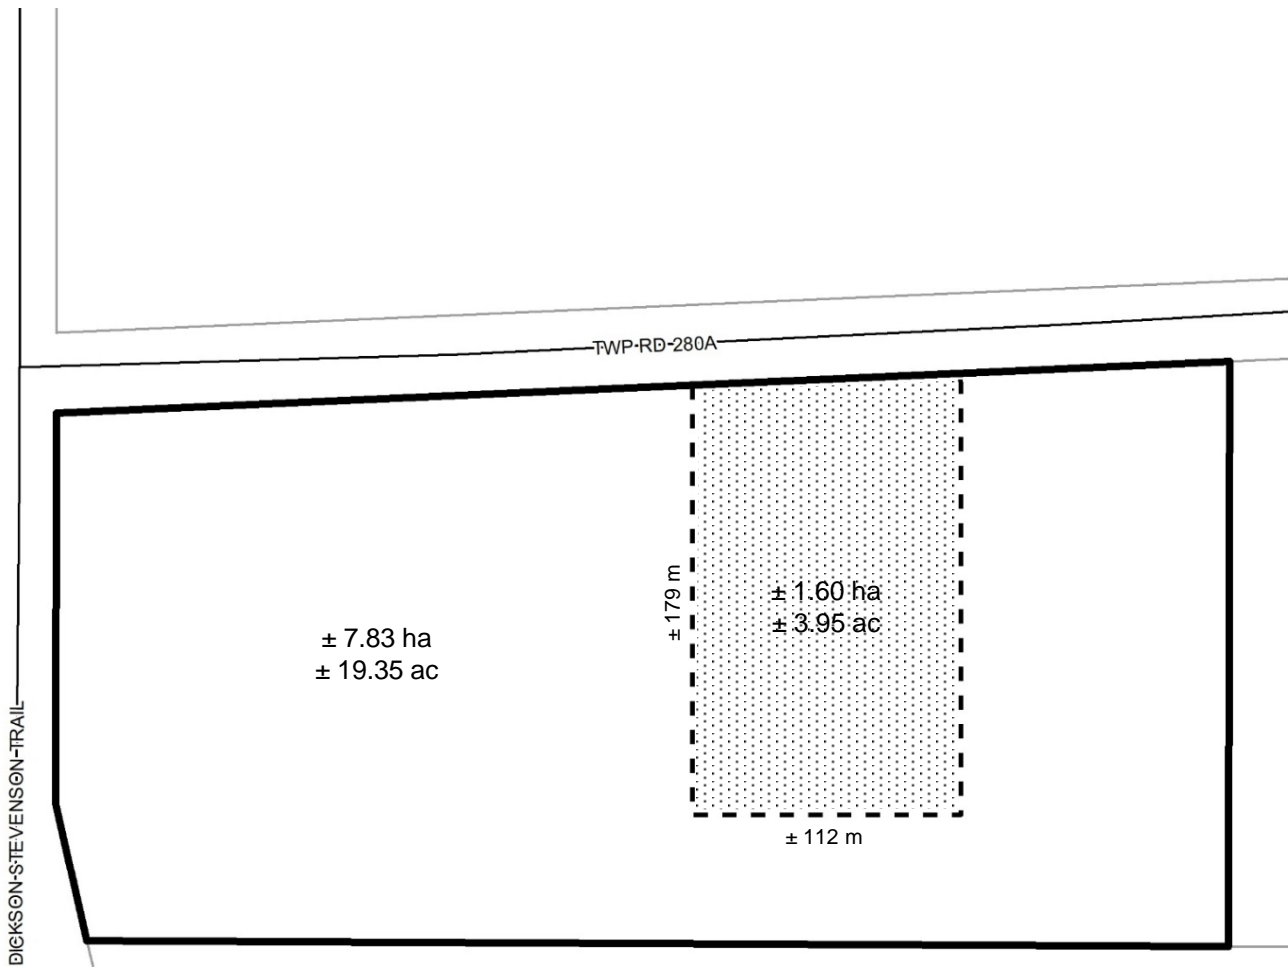 TWP RD 280A
± 7.83 ha
± 19.35 ac
± 179 m
± 1.60 ha
± 3.95 ac
± 112 m
DICKSON-STEVENSON TRAIL